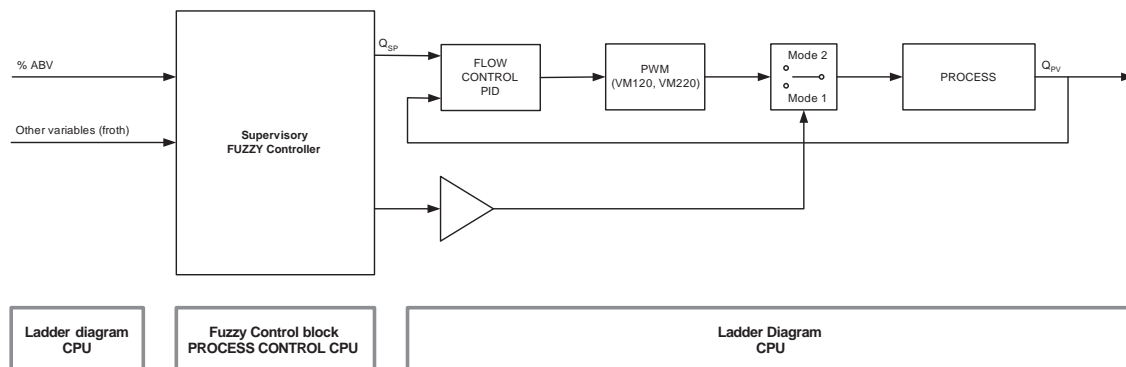 % ABV
Other variables (froth)
Supervisory
FUZZY Controller
Q_SP
FLOW
CONTROL
PID
PWM
(VM120, VM220)
Mode 2
Mode 1
PROCESS
Q_PV
Ladder diagram
CPU
Fuzzy Control block
PROCESS CONTROL CPU
Ladder Diagram
CPU